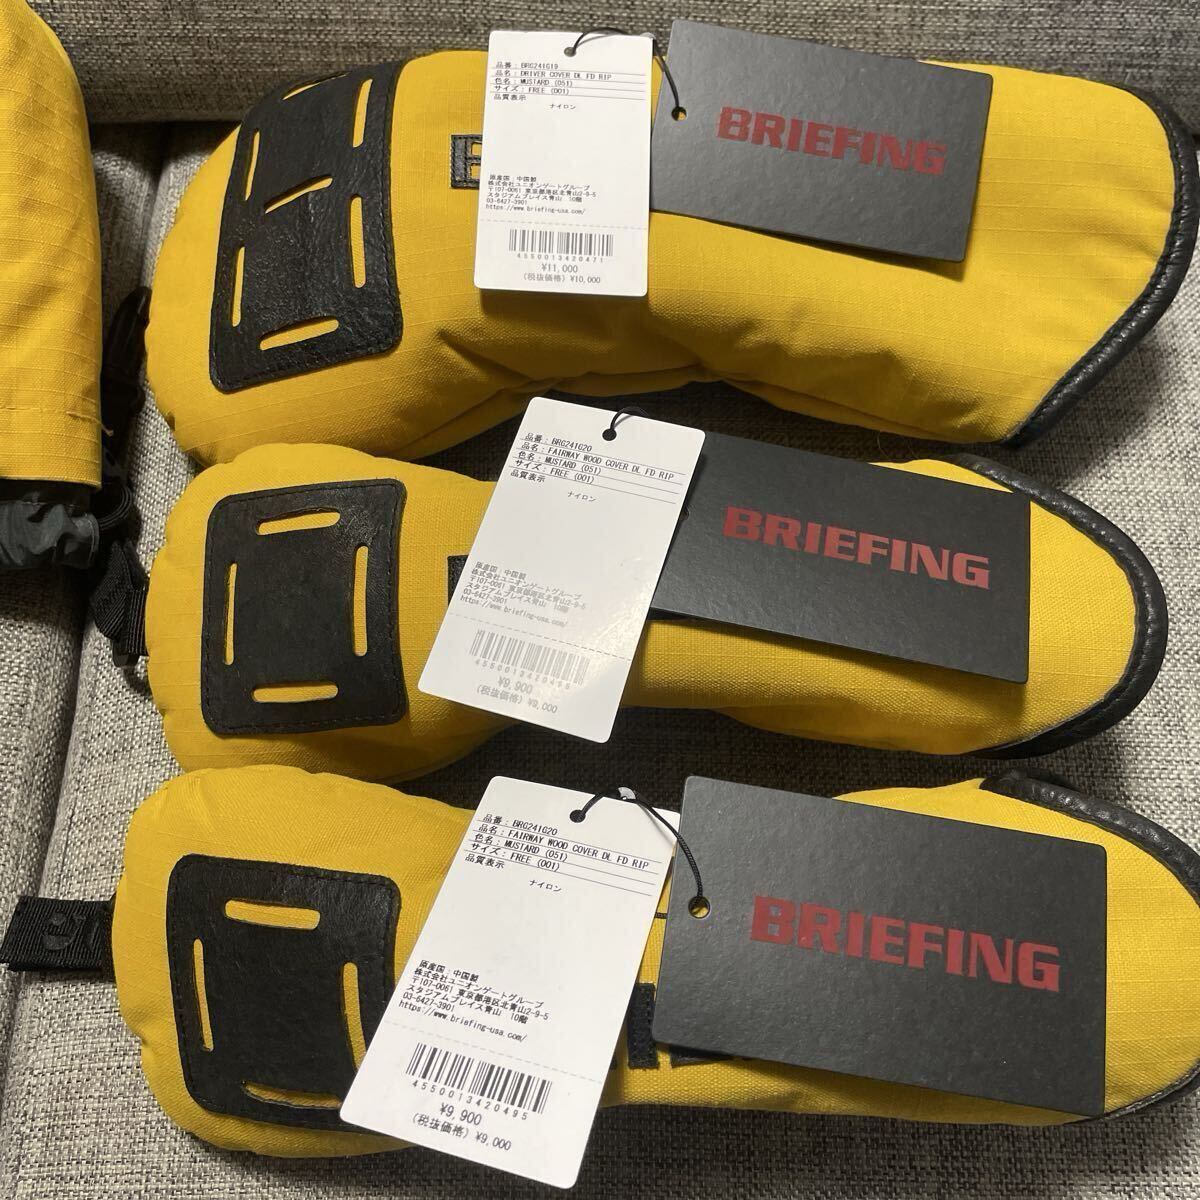 品番: BRG241G19
品名: DRIVER COVER DL FD RIP
色名: MUSTARD (051)
サイズ: FREE (001)
品質表示
ナイロン
原産国: 中国製
株式会社ユニオンゲートグループ
〒107-0061 東京都港区北青山2-9-5
スタジアムプレイス青山 10階
03-6427-3901
https://www.briefing-usa.com/
4550013420471
¥11,000
(税抜価格) ¥10,000
BRIEFING
品番: BRG241G20
品名: FAIRWAY WOOD COVER DL FD RIP
色名: MUSTARD (051)
サイズ: FREE (001)
品質表示
ナイロン
原産国: 中国製
株式会社ユニオンゲートグループ
〒107-0061 東京都港区北青山2-9-5
スタジアムプレイス青山 10階
03-6427-3901
https://www.briefing-usa.com/
4550013420495
¥9,900
(税抜価格) ¥9,000
BRIEFING
品番: BRG241G20
品名: FAIRWAY WOOD COVER DL FD RIP
色名: MUSTARD (051)
サイズ: FREE (001)
品質表示
ナイロン
原産国: 中国製
株式会社ユニオンゲートグループ
〒107-0061 東京都港区北青山2-9-5
スタジアムプレイス青山 10階
03-6427-3901
https://www.briefing-usa.com/
4550013420495
¥9,900
(税抜価格) ¥9,000
BRIEFING